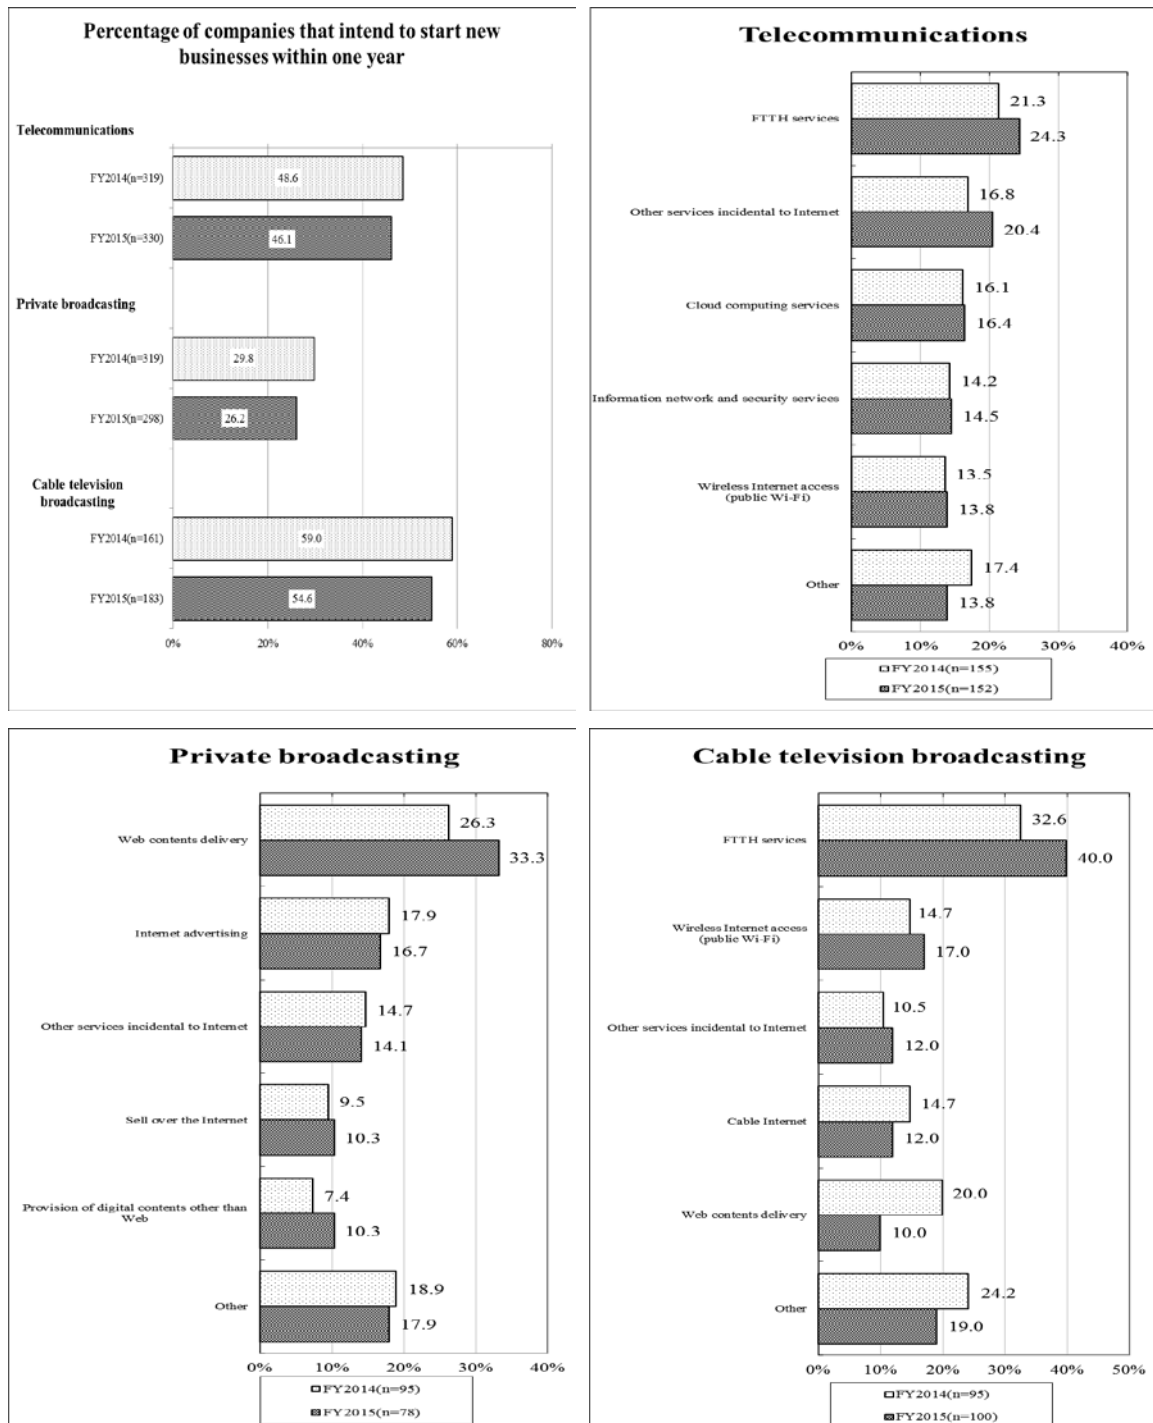 Percentage of companies that intend to start new
businesses within one year
Telecommunications
FY2014(n=319)
48.6
FY2015(n=330)
46.1
Private broadcasting
FY2014(n=319)
29.8
FY2015(n=298)
26.2
Cable television
broadcasting
FY2014(n=161)
59.0
FY2015(n=183)
54.6
0% 20% 40% 60% 80%
Telecommunications
FTTH services
21.3
24.3
Other services incidental to Internet
16.8
20.4
Cloud computing services
16.1
16.4
Information network and security services
14.2
14.5
Wireless Internet access
(public Wi-Fi)
13.5
13.8
Other
17.4
13.8
0% 10% 20% 30% 40%
FY2014(n=155)
FY2015(n=152)
Private broadcasting
Web contents delivery
26.3
33.3
Internet advertising
17.9
16.7
Other services incidental to Internet
14.7
14.1
Sell over the Internet
9.5
10.3
Provision of digital contents other than
Web
7.4
10.3
Other
18.9
17.9
0% 10% 20% 30% 40%
FY2014(n=95)
FY2015(n=78)
Cable television broadcasting
FTTH services
32.6
40.0
Wireless Internet access
(public Wi-Fi)
14.7
17.0
Other services incidental to Internet
10.5
12.0
Cable Internet
14.7
12.0
Web contents delivery
20.0
10.0
Other
24.2
19.0
0% 10% 20% 30% 40% 50%
FY2014(n=95)
FY2015(n=100)